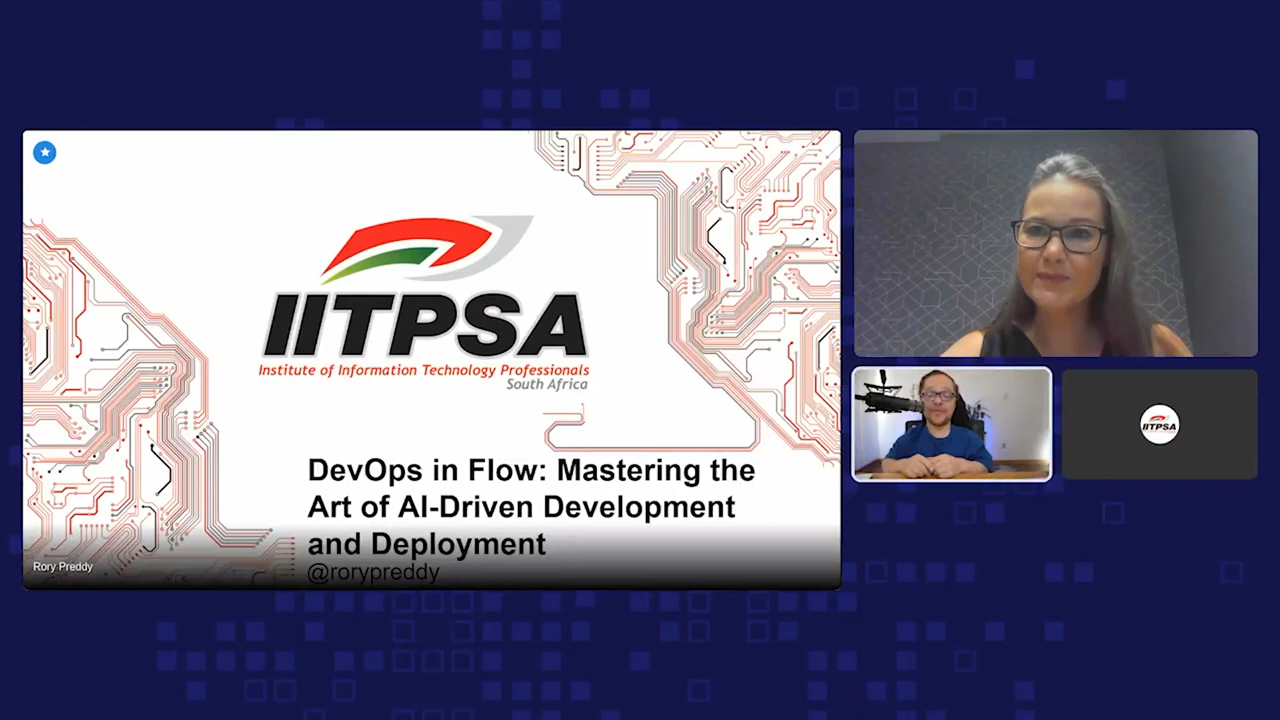 IITPSA
Institute of Information Technology Professionals
South Africa
DevOps in Flow: Mastering the
Art of AI-Driven Development
and Deployment
@rorypreddy
Rory Preddy
IITPSA